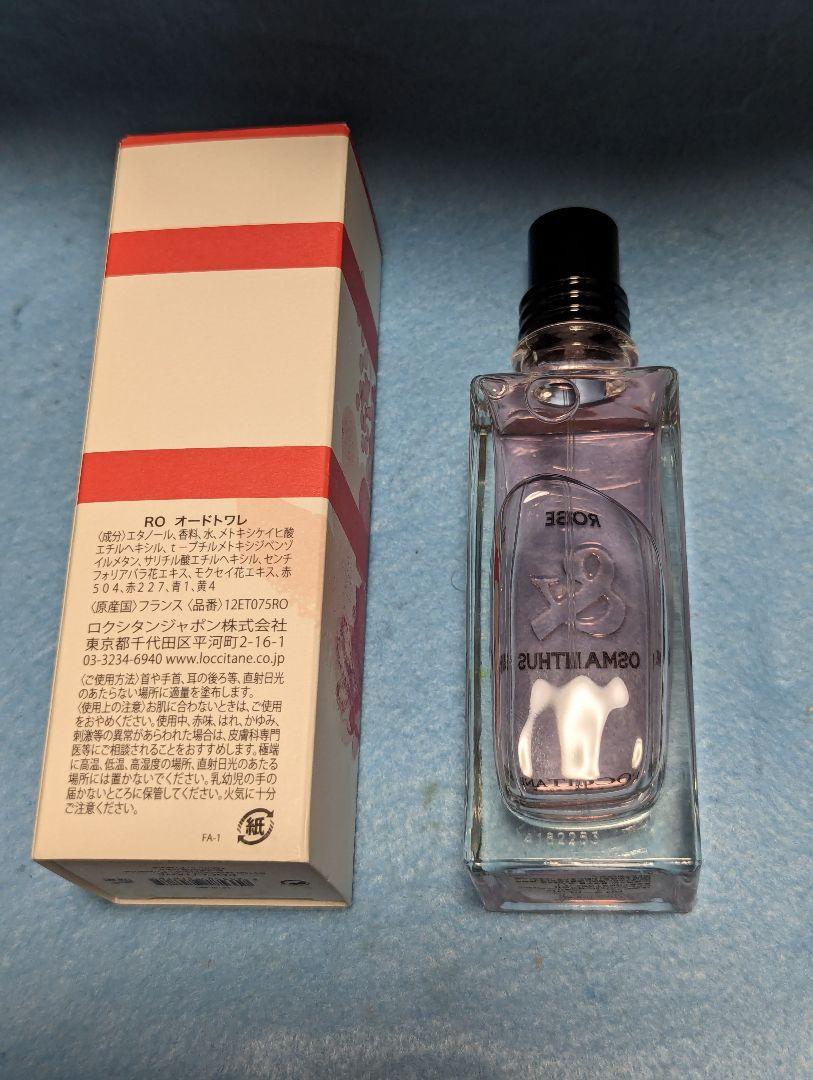 RO オードトワレ
〈成分〉エタノール、香料、水、メトキシケイヒ酸
エチルヘキシル、t－ブチルメトキシジベンゾ
イルメタン、サリチル酸エチルヘキシル、センチ
フォリアバラ花エキス、モクセイ花エキス、赤
504、赤227、青1、黄4
〈原産国〉フランス 〈品番〉12ET075RO
ロクシタンジャポン株式会社
東京都千代田区平河町2-16-1
03-3234-6940 www.loccitane.co.jp
〈ご使用方法〉首や手首、耳の後ろ等、直射日光
のあたらない場所に適量を塗布します。
〈使用上の注意〉お肌に合わないときは、ご使用
をおやめください。使用中、赤味、はれ、かゆみ、
刺激等の異常があらわれた場合は、皮膚科専門
医等にご相談されることをおすすめします。極端
に高温、低温、高湿度の場所、直射日光のあたる
場所には置かないでください。乳幼児の手の
届かないところに保管してください。火気に十分
ご注意ください。
FA-1
紙
ROSE
&
OSMANTHUS